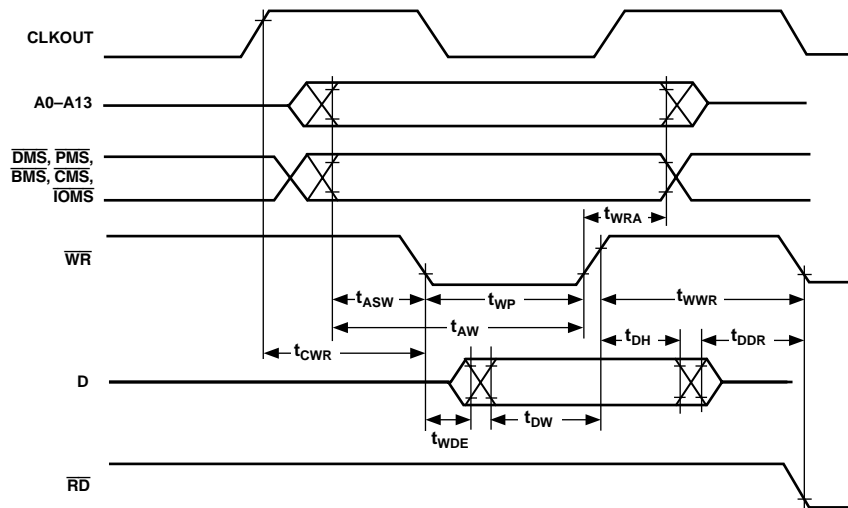 CLKOUT
A0–A13
DMS, PMS,
BMS, CMS,
IOMS
tWRA
WR
tASW
tWP
tWWR
tAW
tDH
tDDR
tCWR
D
tDW
tWDE
RD